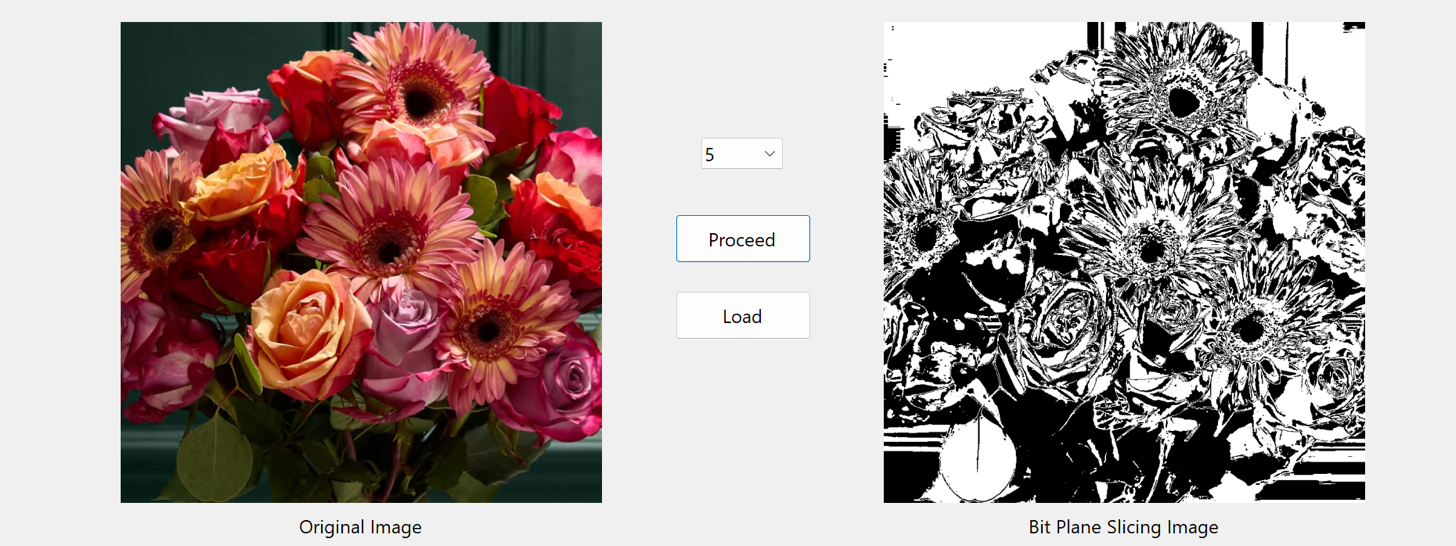 5
Proceed
Load
Original Image
Bit Plane Slicing Image